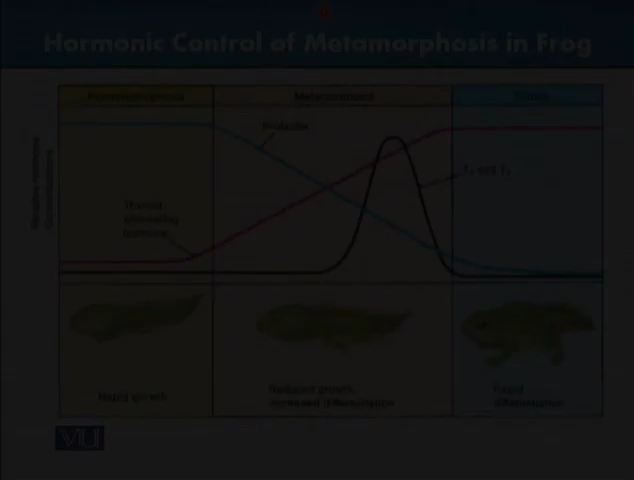 Hormonic Control of Metamorphosis in Frog
Metamorphosis
Prolactin
T₄ and T₃
Thyroid
stimulating
hormone
Rapid growth
Reduced growth,
increased differentiation
Rapid
differentiation
VU